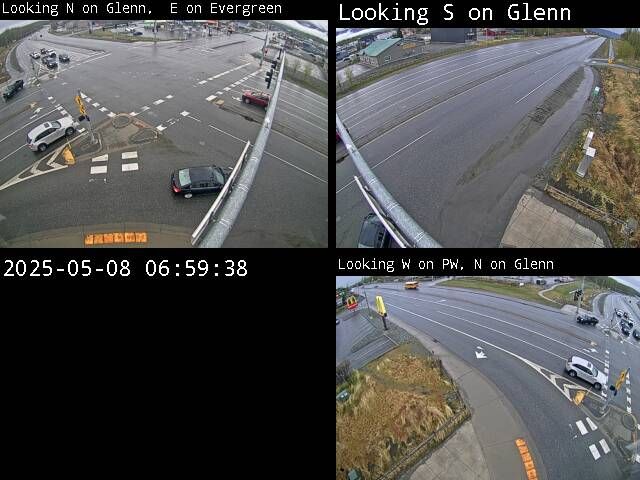 Looking N on Glenn,  E on Evergreen
Looking S on Glenn
2025-05-08 06:59:38
Looking W on PW, N on Glenn